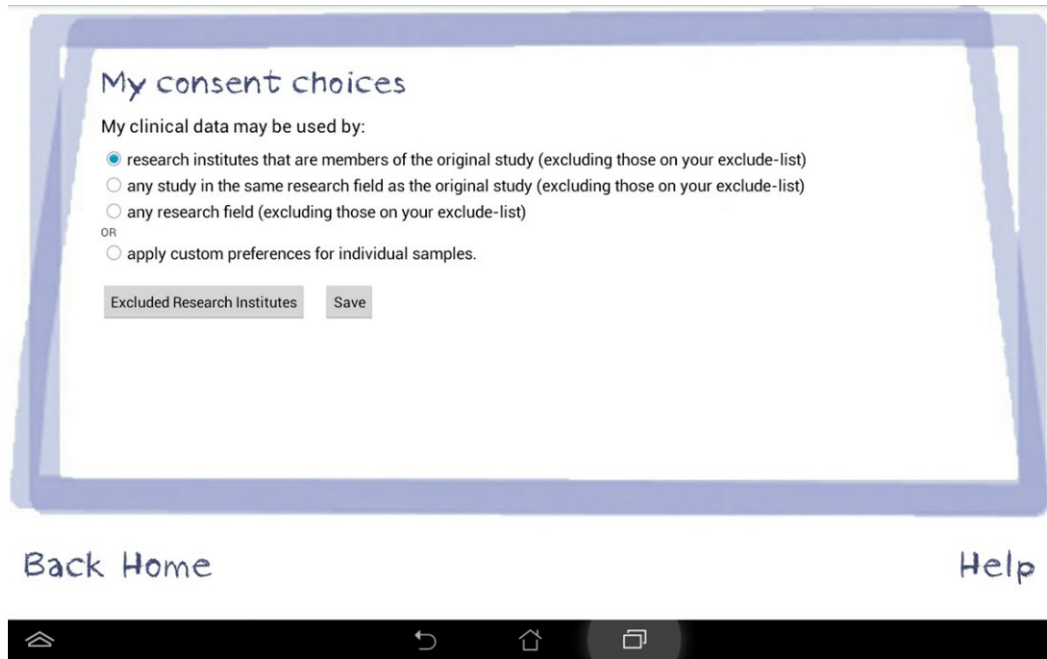 My consent choices
My clinical data may be used by:
research institutes that are members of the original study (excluding those on your exclude-list)
any study in the same research field as the original study (excluding those on your exclude-list)
any research field (excluding those on your exclude-list)
OR
apply custom preferences for individual samples.
Excluded Research Institutes Save
Back Home Help